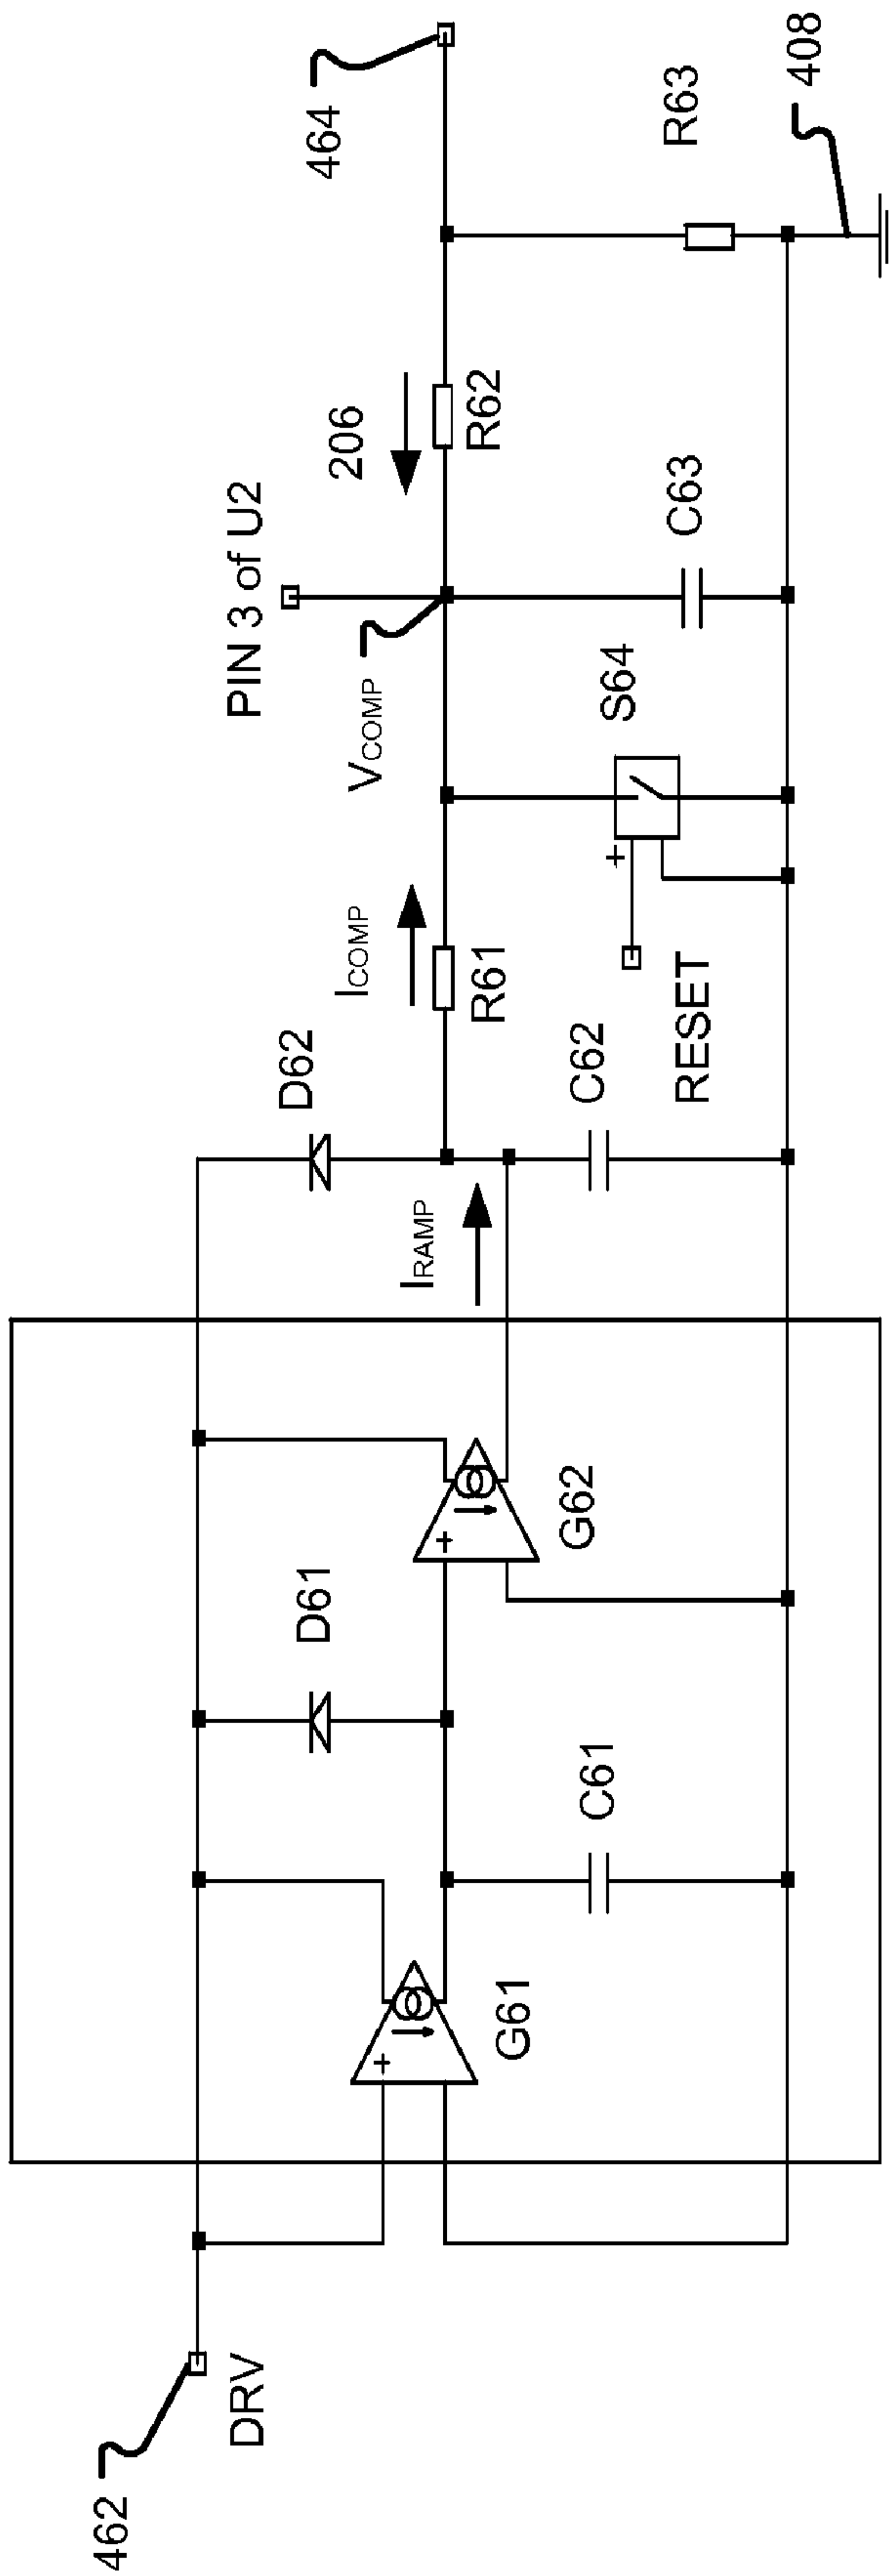 462
DRV
G61
C61
D61
G62
IRAMP
D62
C62
ICOMP
R61
RESET
+
+
+
S64
VCOMP
PIN 3 of U2
C63
206
R62
464
R63
408